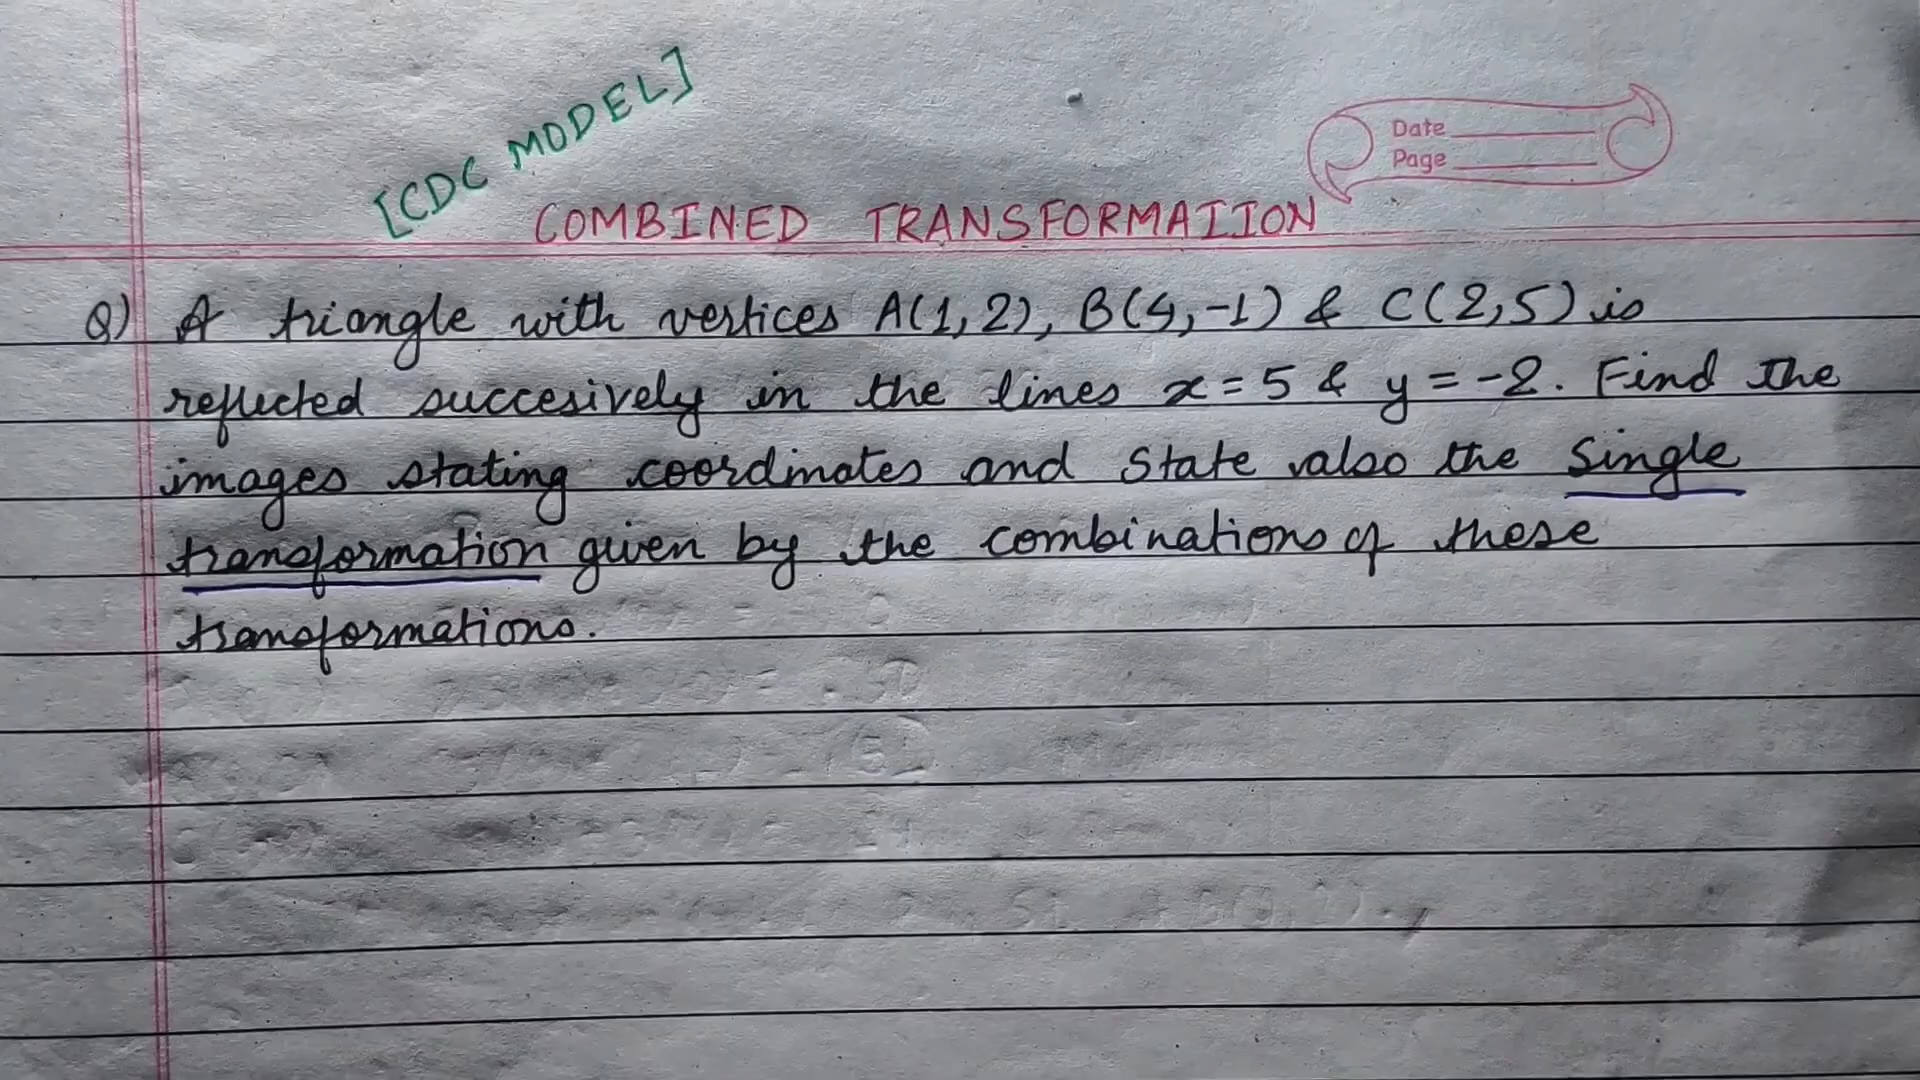 [CDC MODEL]
Date
Page
COMBINED TRANSFORMATION
Q) A triangle with vertices A(1,2), B(4,-1) & C(2,5) is
reflected succesively in the lines x=5 & y=-2. Find the
images stating coordinates and state also the single
transformation given by the combinations of these
transformations.